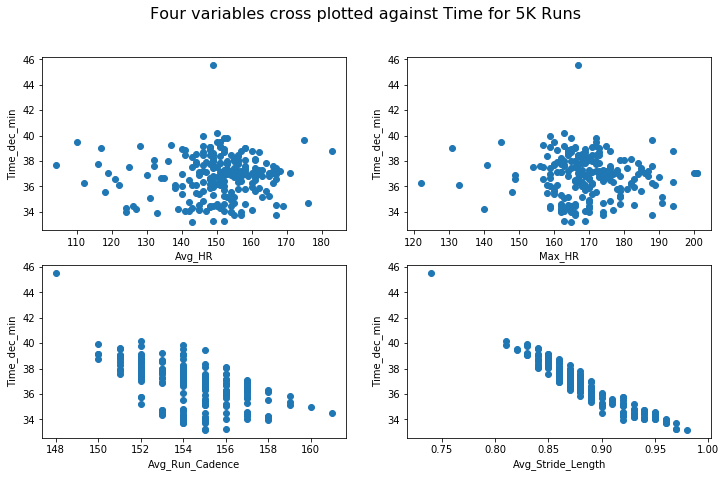 Four variables cross plotted against Time for 5K Runs
46
44
42
40
38
36
34
Time_dec_min
110 120 130 140 150 160 170 180
Avg_HR
46
44
42
40
38
36
34
Time_dec_min
120 130 140 150 160 170 180 190 200
Max_HR
46
44
42
40
38
36
34
Time_dec_min
148 150 152 154 156 158 160
Avg_Run_Cadence
46
44
42
40
38
36
34
Time_dec_min
0.75 0.80 0.85 0.90 0.95 1.00
Avg_Stride_Length